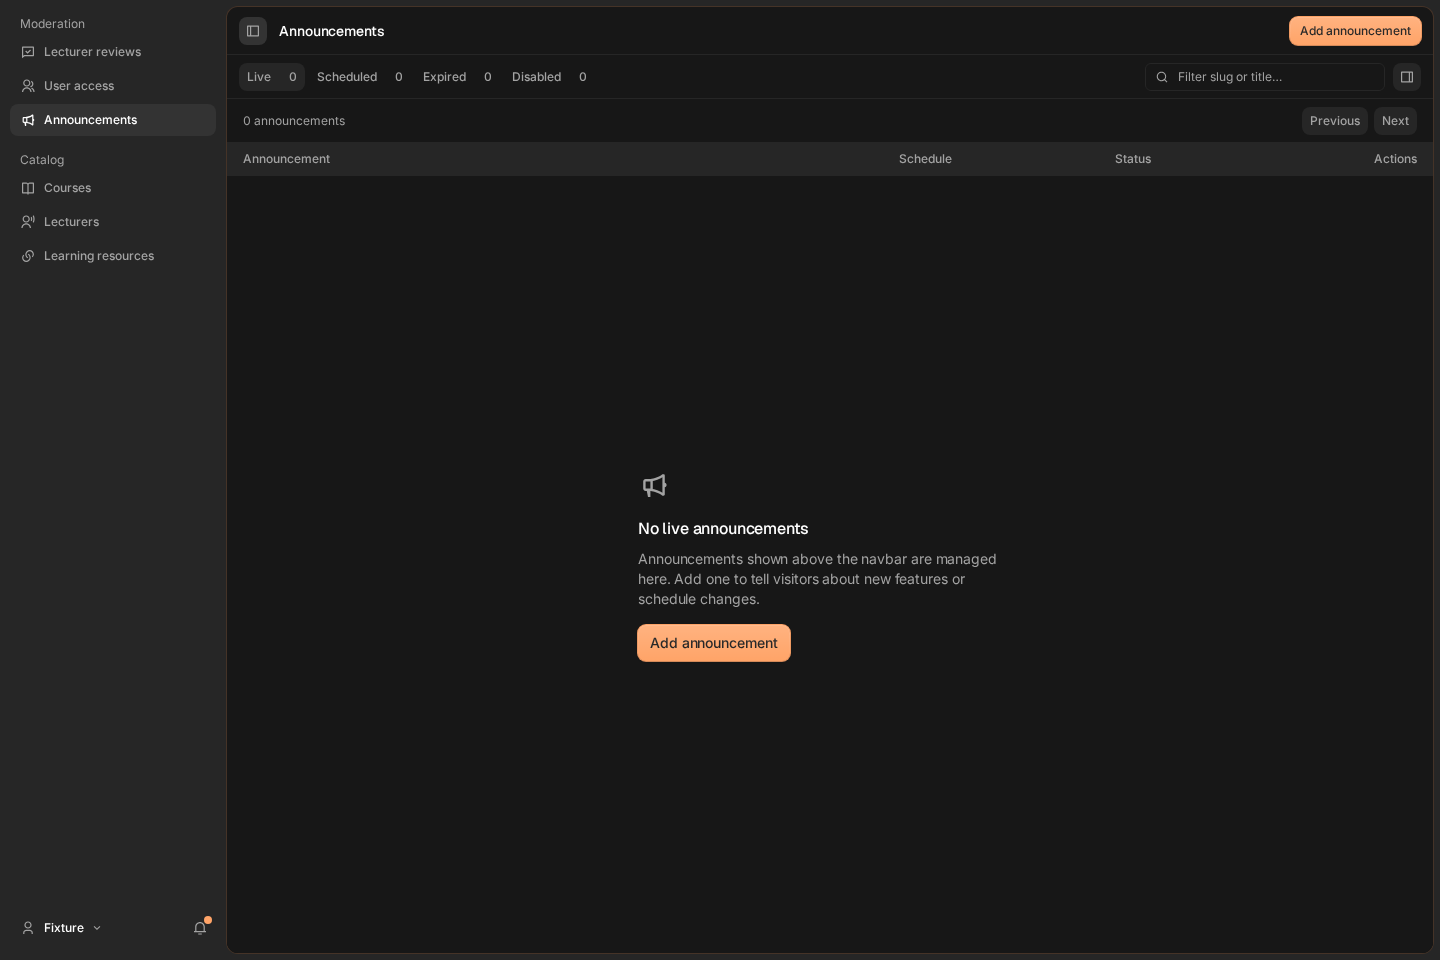 Moderation
Lecturer reviews
User access
Announcements
Catalog
Courses
Lecturers
Learning resources
Fixture
Announcements
Add announcement
Live 0 Scheduled 0 Expired 0 Disabled 0
Filter slug or title...
0 announcements
Previous Next
Announcement Schedule Status Actions
No live announcements
Announcements shown above the navbar are managed
here. Add one to tell visitors about new features or
schedule changes.
Add announcement